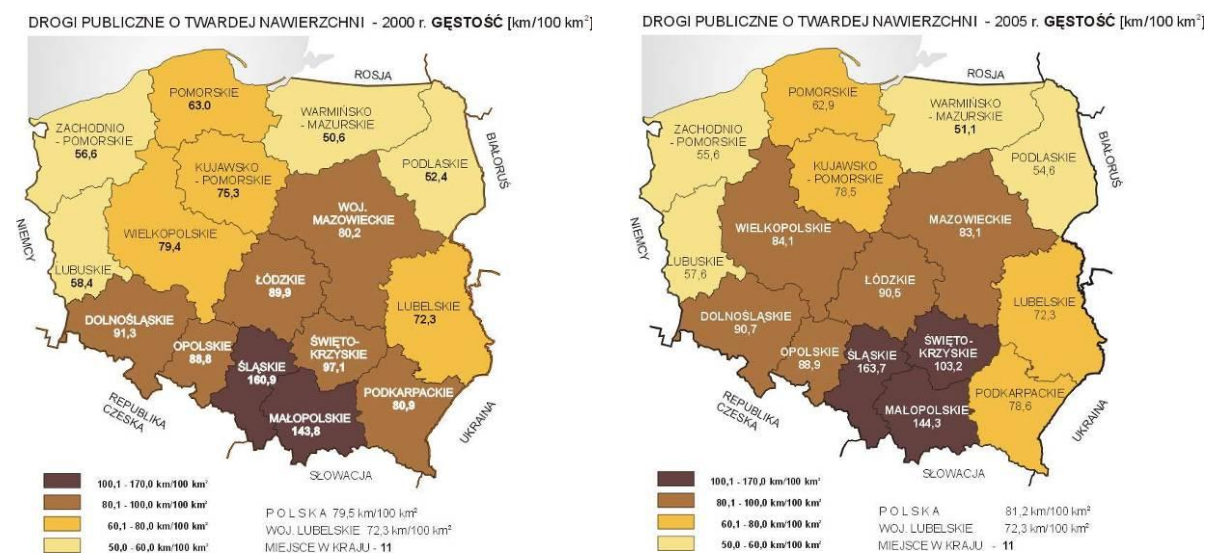 DROGI PUBLICZNE O TWARDEJ NAWIERZCHNI - 2000 r. GĘSTOŚĆ [km/100 km²]
ROSJA
POMORSKIE
63.0
WARMIŃSKO
- MAZURSKIE
50,6
ZACHODNIO
- POMORSKIE
56,6
KUJAWSKO
- POMORSKIE
75,3
PODLASKIE
52,4
BIAŁORUŚ
WOJ.
MAZOWIECKIE
80,2
NIEMCY
WIELKOPOLSKIE
79,4
LUBUSKIE
58,4
ŁÓDZKIE
89,9
LUBELSKIE
72,3
DOLNOŚLĄSKIE
91,3
OPOLSKIE
88,8
ŚWIĘTO-
KRZYSKIE
97,1
ŚLĄSKIE
160,9
PODKARPACKIE
80,9
MAŁOPOLSKIE
143,8
REPUBLIKA
CZESKA
UKRAINA
SŁOWACJA
100,1 - 170,0 km/100 km²
80,1 - 100,0 km/100 km²
60,1 - 80,0 km/100 km²
50,0 - 60,0 km/100 km²
POLSKA 79,5 km/100 km²
WOJ. LUBELSKIE 72,3 km/100 km²
MIEJSCE W KRAJU - 11
DROGI PUBLICZNE O TWARDEJ NAWIERZCHNI - 2005 r. GĘSTOŚĆ [km/100 km²]
ROSJA
POMORSKIE
62,9
WARMIŃSKO
- MAZURSKIE
51,1
ZACHODNIO
- POMORSKIE
55,6
KUJAWSKO
- POMORSKIE
78,5
PODLASKIE
54,6
BIAŁORUŚ
MAZOWIECKIE
83,1
NIEMCY
WIELKOPOLSKIE
84,1
LUBUSKIE
57,6
ŁÓDZKIE
90,5
LUBELSKIE
72,3
DOLNOŚLĄSKIE
90,7
OPOLSKIE
88,9
ŚLĄSKIE
163,7
ŚWIĘTO-
KRZYSKIE
103,2
PODKARPACKIE
78,6
MAŁOPOLSKIE
144,3
REPUBLIKA
CZESKA
UKRAINA
SŁOWACJA
100,1 - 170,0 km/100 km²
80,1 - 100,0 km/100 km²
60,1 - 80,0 km/100 km²
50,0 - 60,0 km/100 km²
POLSKA 81,2 km/100 km²
WOJ. LUBELSKIE 72,3 km/100 km²
MIEJSCE W KRAJU - 11